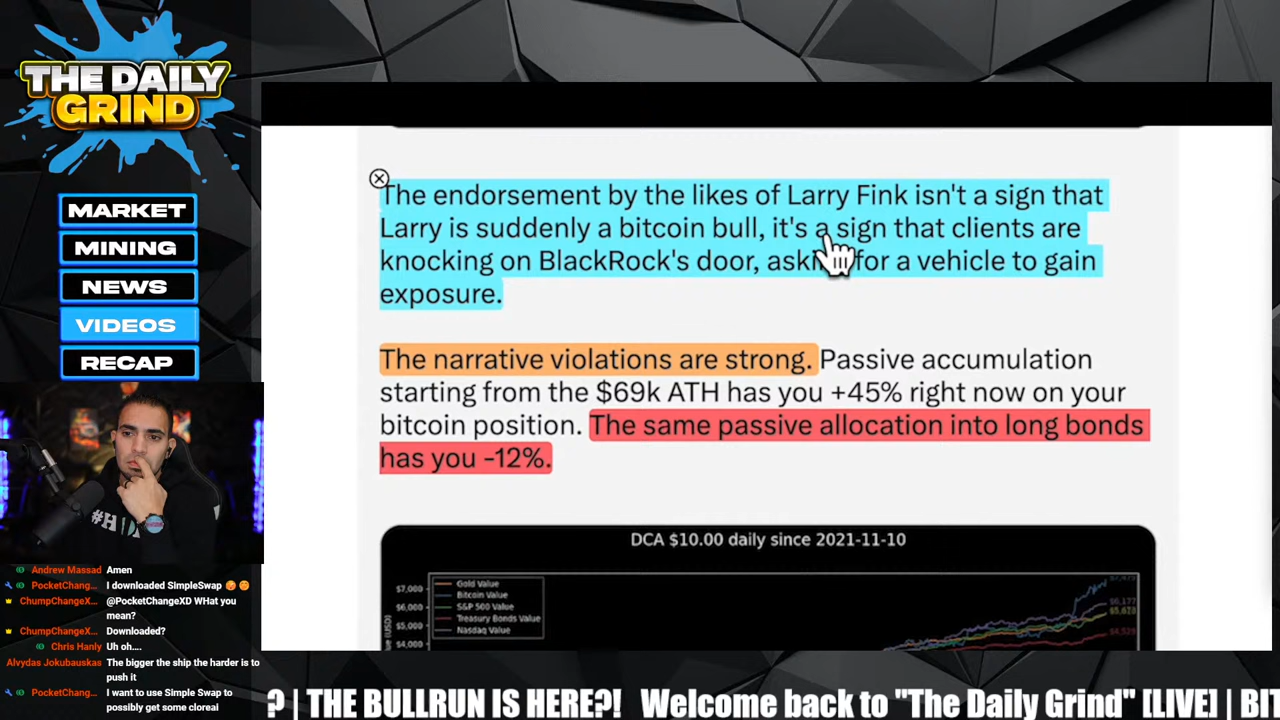 THE DAILY
GRIND
MARKET
MINING
NEWS
VIDEOS
RECAP
The endorsement by the likes of Larry Fink isn't a sign that
Larry is suddenly a bitcoin bull, it's a sign that clients are
knocking on BlackRock's door, for a vehicle to gain
exposure.
The narrative violations are strong. Passive accumulation
starting from the $69k ATH has you +45% right now on your
bitcoin position. The same passive allocation into long bonds
has you -12%.
DCA $10.00 daily since 2021-11-10
Gold Value
Bitcoin Value
S&P 500 Value
Treasury Bonds Value
Nasdaq Value
$7,000
$6,000
$5,000
$4,000
$6,177
$4,529
#H
Andrew Massad Amen
PocketChang... I downloaded SimpleSwap
ChumpChangeX... @PocketChangeXD WHat you
mean?
ChumpChangeX... Downloaded?
Chris Hanly Uh oh....
Alvydas Jokubauskas The bigger the ship the harder is to
push it
PocketChang... I want to use Simple Swap to
possibly get some cloreal
? | THE BULLRUN IS HERE?! Welcome back to "The Daily Grind" [LIVE] | BIT